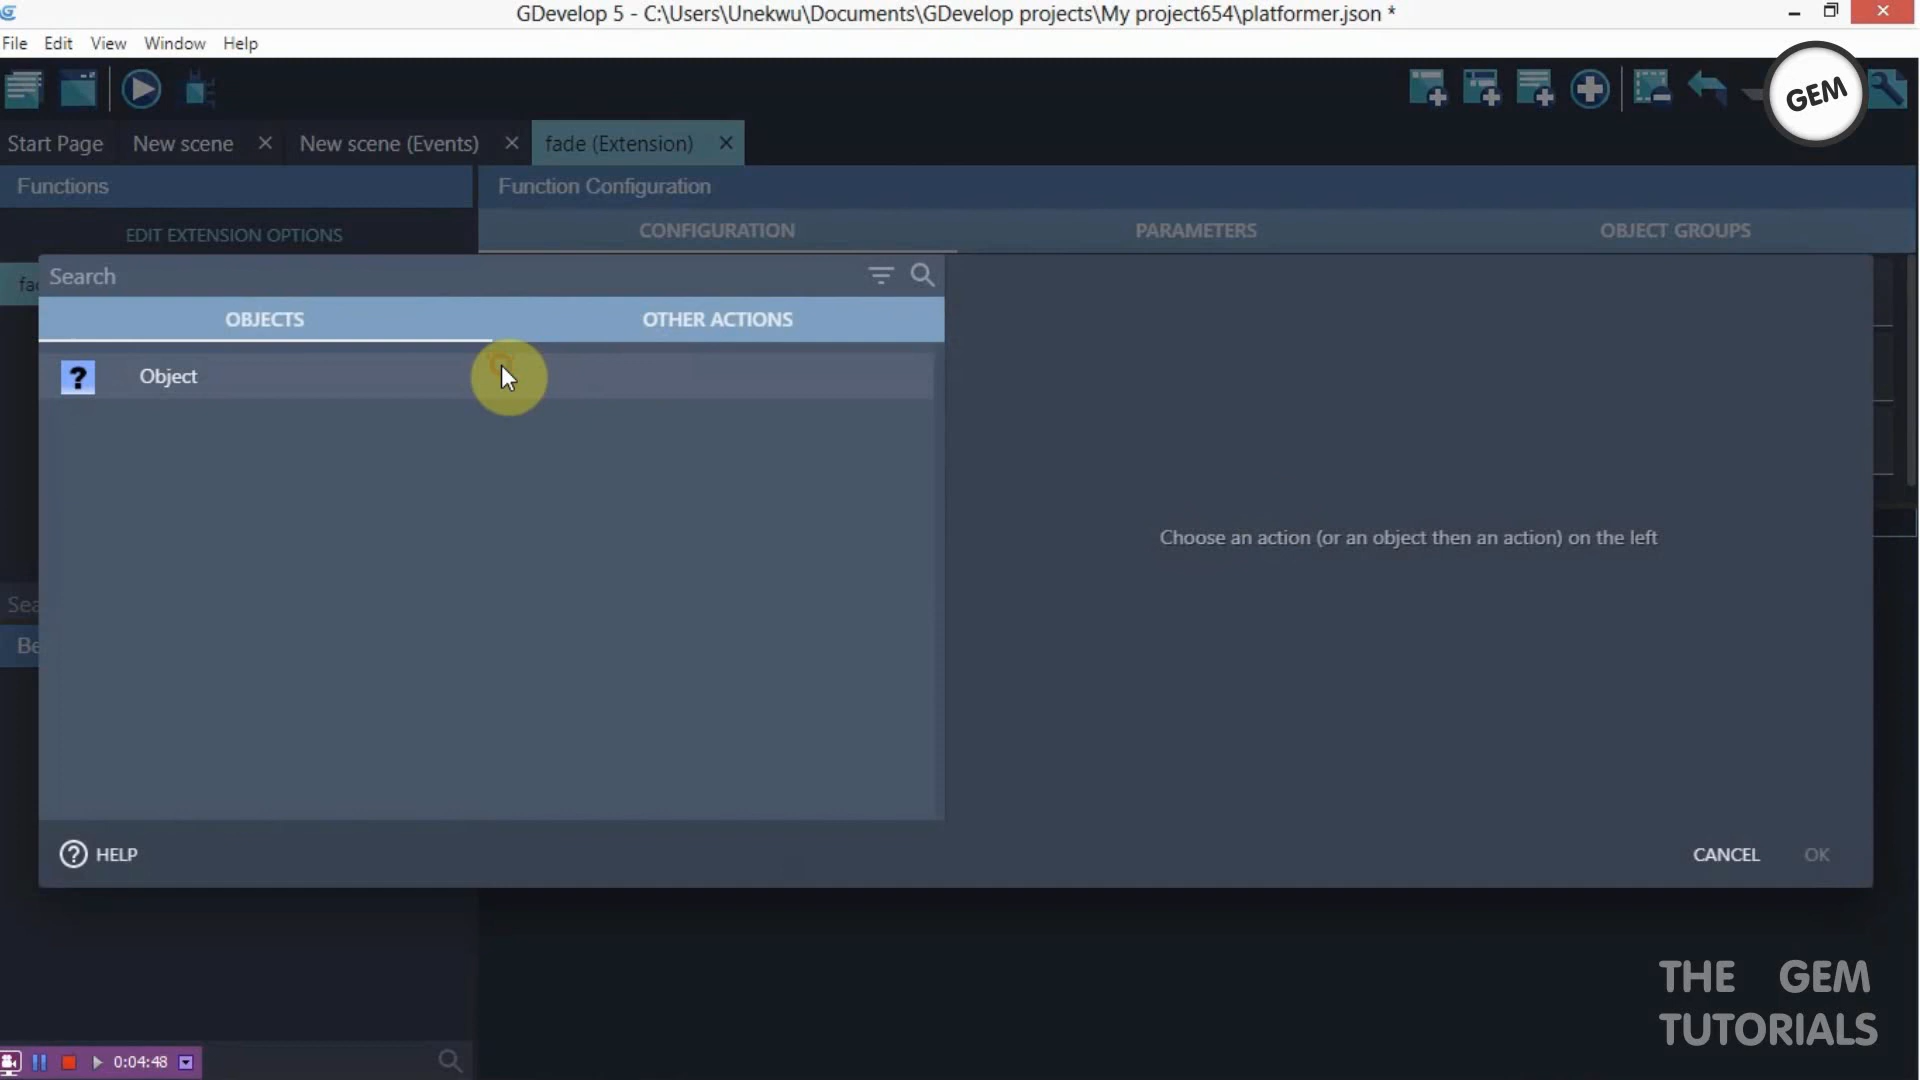 GDevelop 5 - C:\Users\Unekwu\Documents\GDevelop projects\My project654\platformer.json *
File Edit View Window Help
GEM
Start Page New scene New scene (Events) fade (Extension)
Functions Function Configuration
EDIT EXTENSION OPTIONS CONFIGURATION PARAMETERS OBJECT GROUPS
Search
OBJECTS OTHER ACTIONS
? Object
Choose an action (or an object then an action) on the left
? HELP CANCEL OK
THE GEM
TUTORIALS
0:04:48